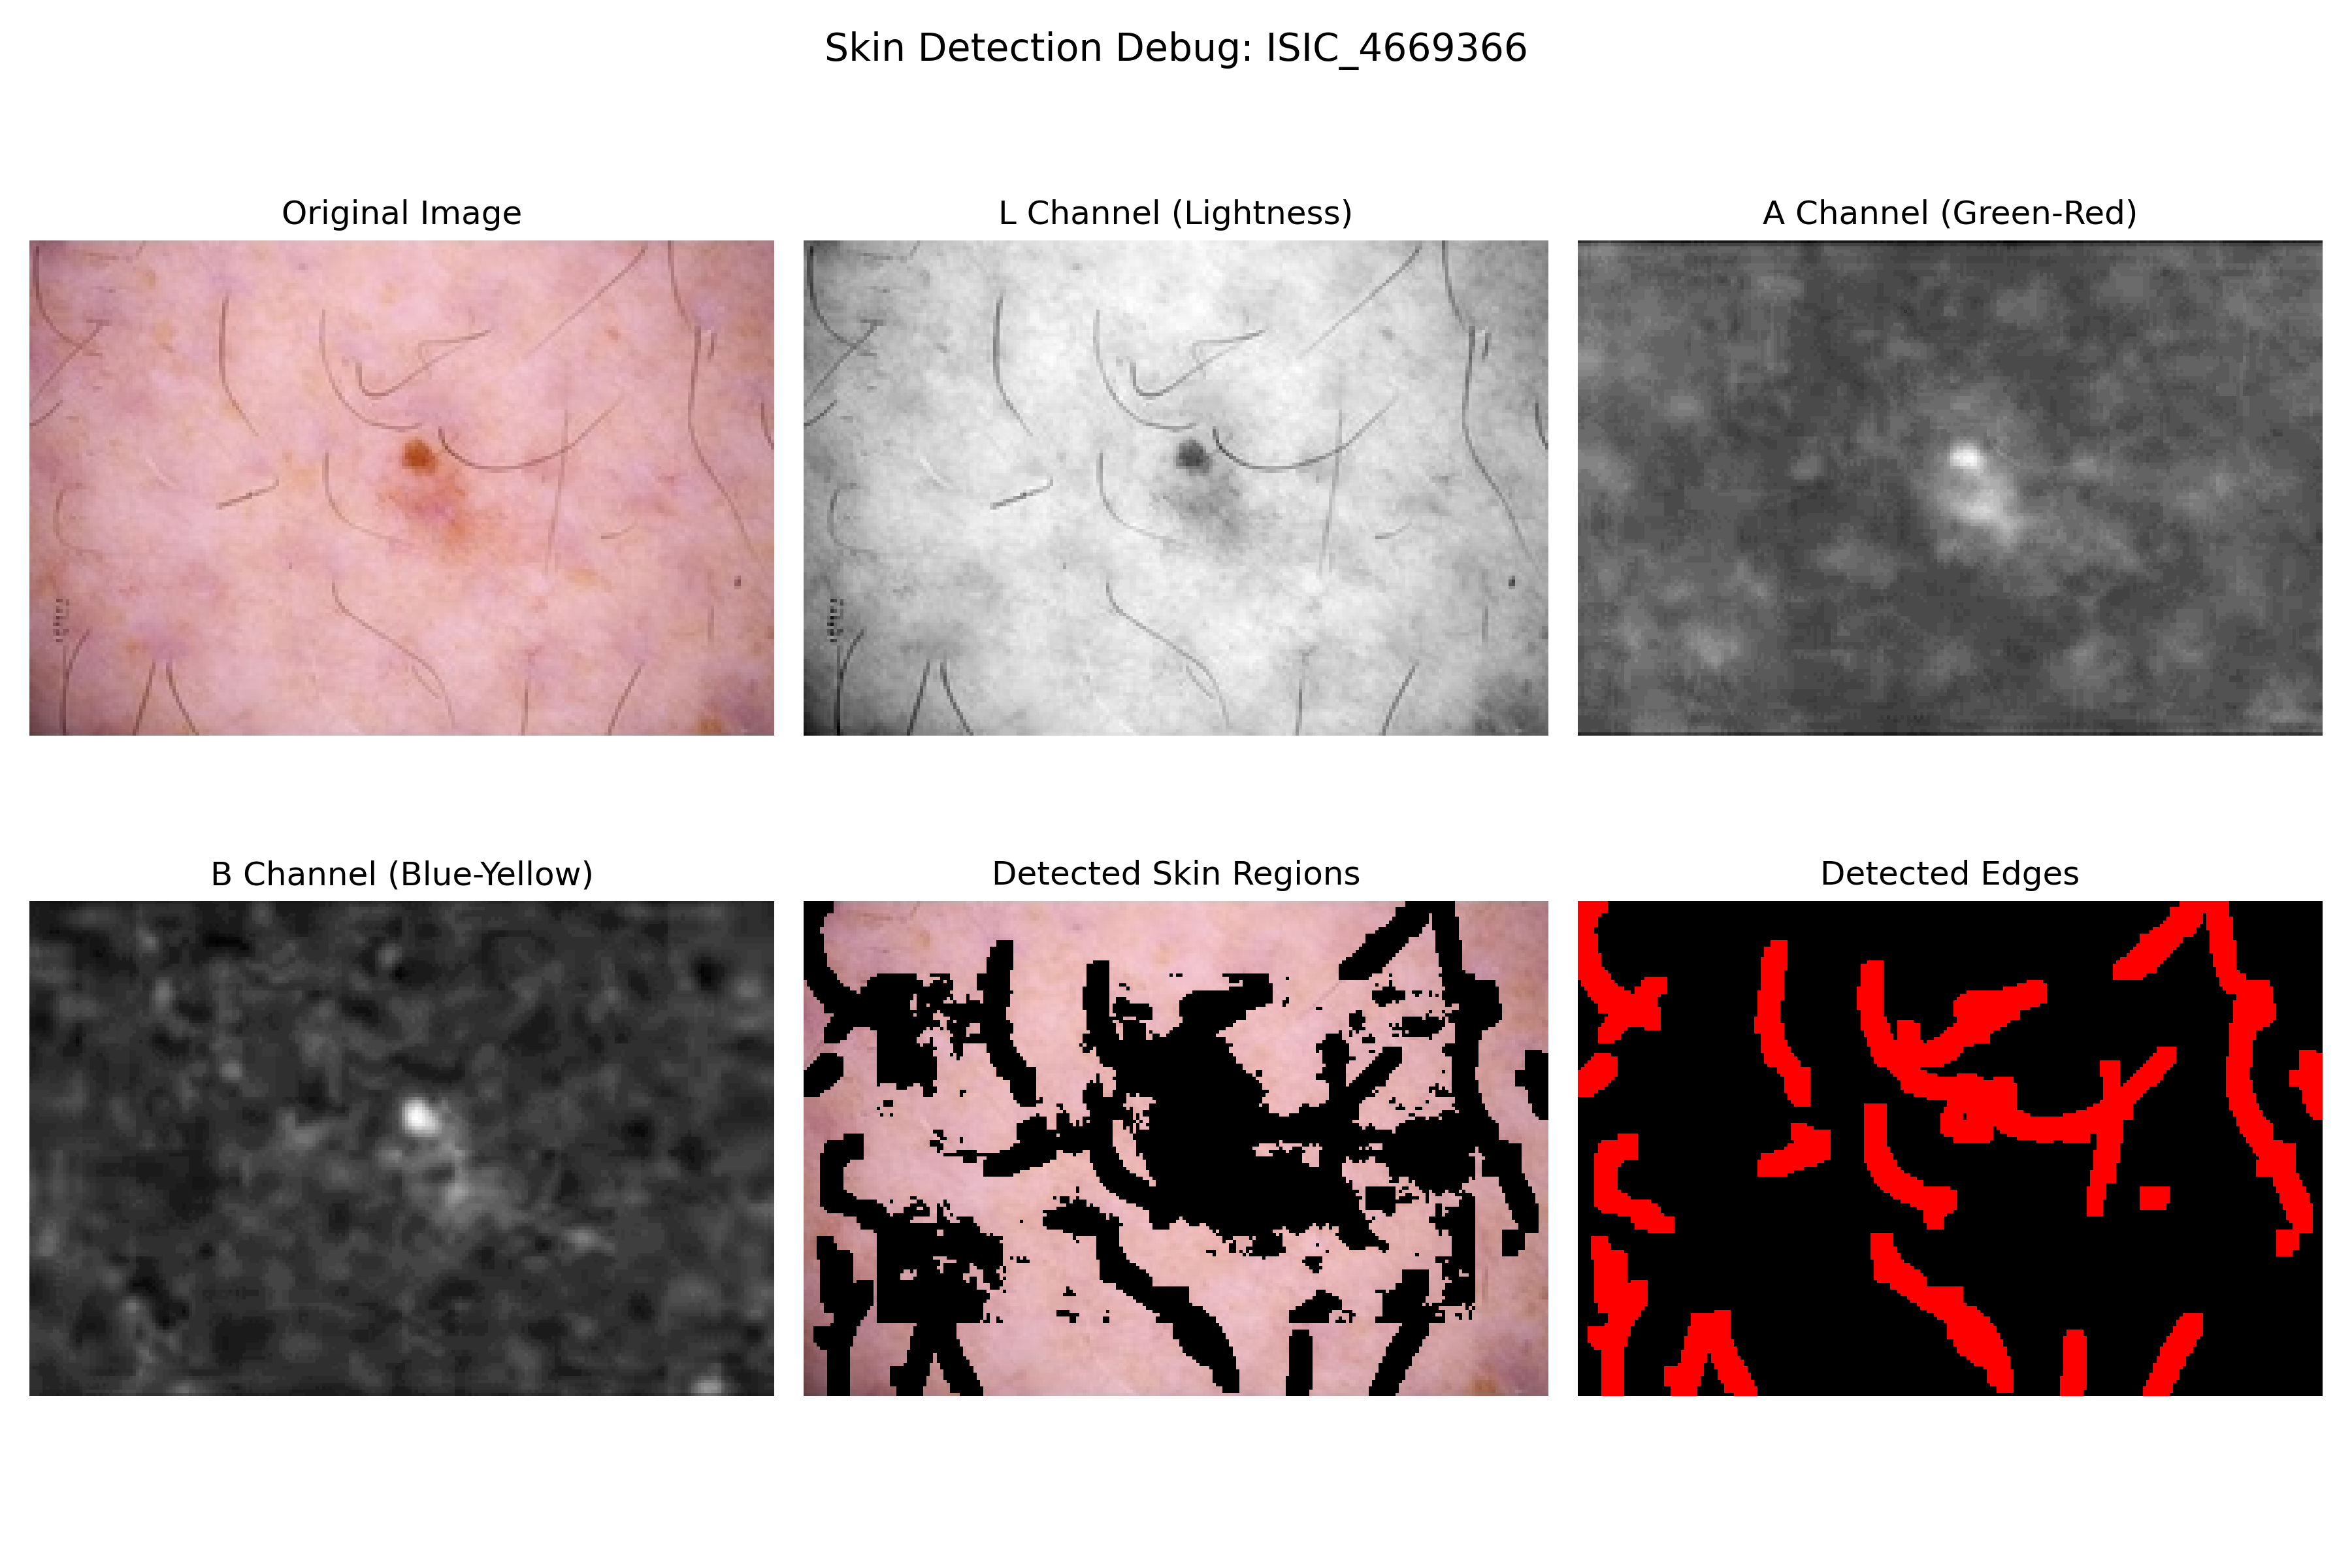 Skin Detection Debug: ISIC_4669366
Original Image
L Channel (Lightness)
A Channel (Green-Red)
B Channel (Blue-Yellow)
Detected Skin Regions
Detected Edges